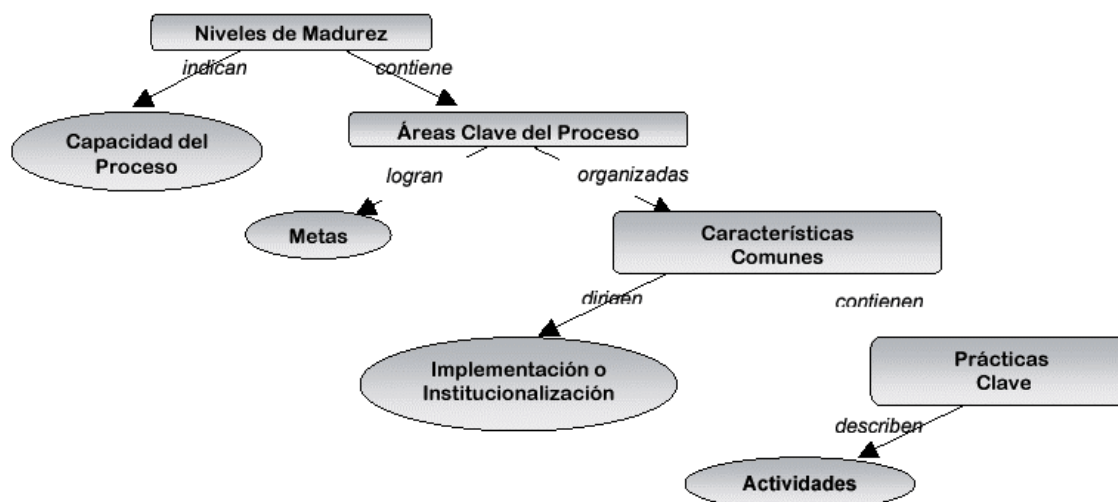 Niveles de Madurez
indican
contiene
Capacidad del
Proceso
Áreas Clave del Proceso
logran
organizadas
Metas
Características
Comunes
dirigen
contienen
Implementación o
Institucionalización
Prácticas
Clave
describen
Actividades